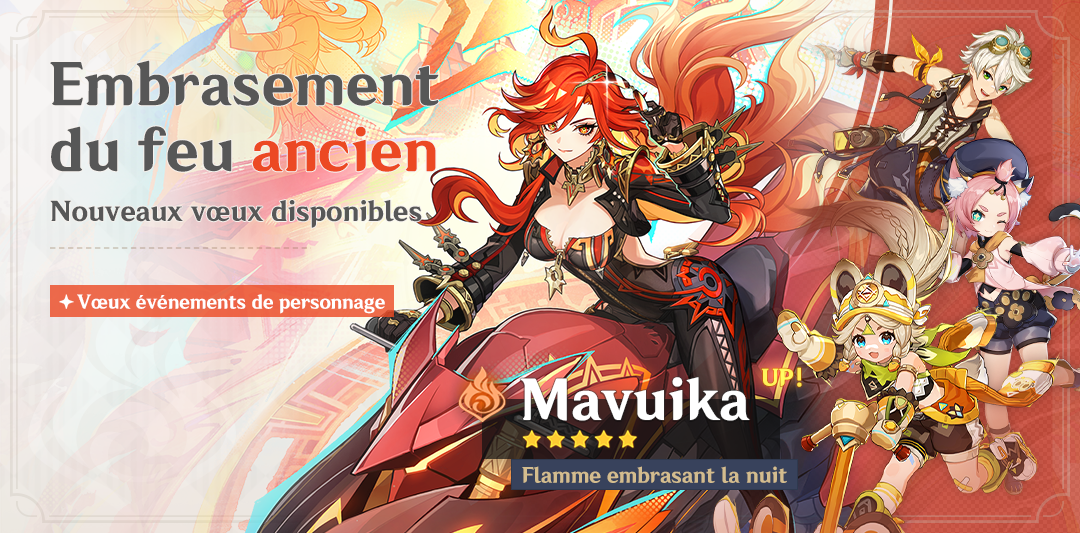 Embrasement
du feu ancien
Nouveaux vœux disponibles
Vœux événements de personnage
UP!
Mavuika
Flamme embrasant la nuit